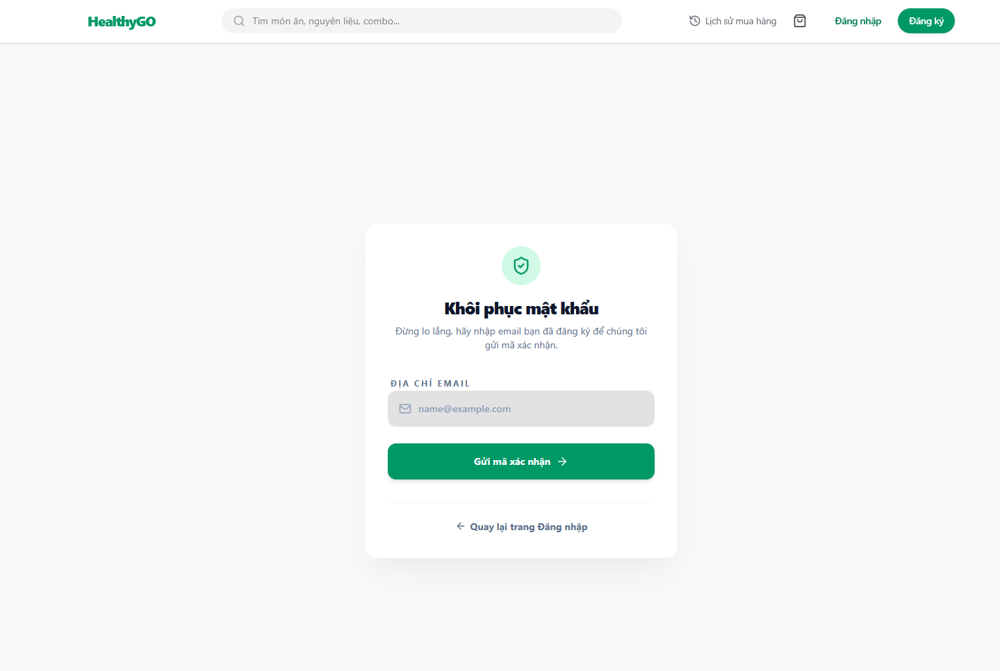 HealthyGO
Tìm món ăn, nguyên liệu, combo...
Lịch sử mua hàng
Đăng nhập
Đăng ký
Khôi phục mật khẩu
Đừng lo lắng, hãy nhập email bạn đã đăng ký để chúng tôi
gửi mã xác nhận.
ĐỊA CHỈ EMAIL
name@example.com
Gửi mã xác nhận
Quay lại trang Đăng nhập